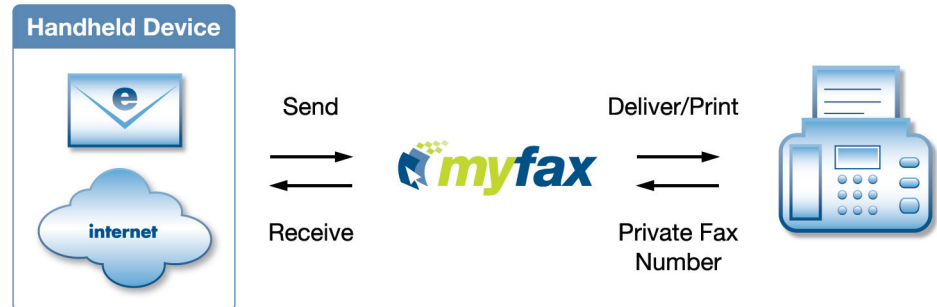 Handheld Device
e
internet
Send
Receive
myfax
Deliver/Print
Private Fax
Number